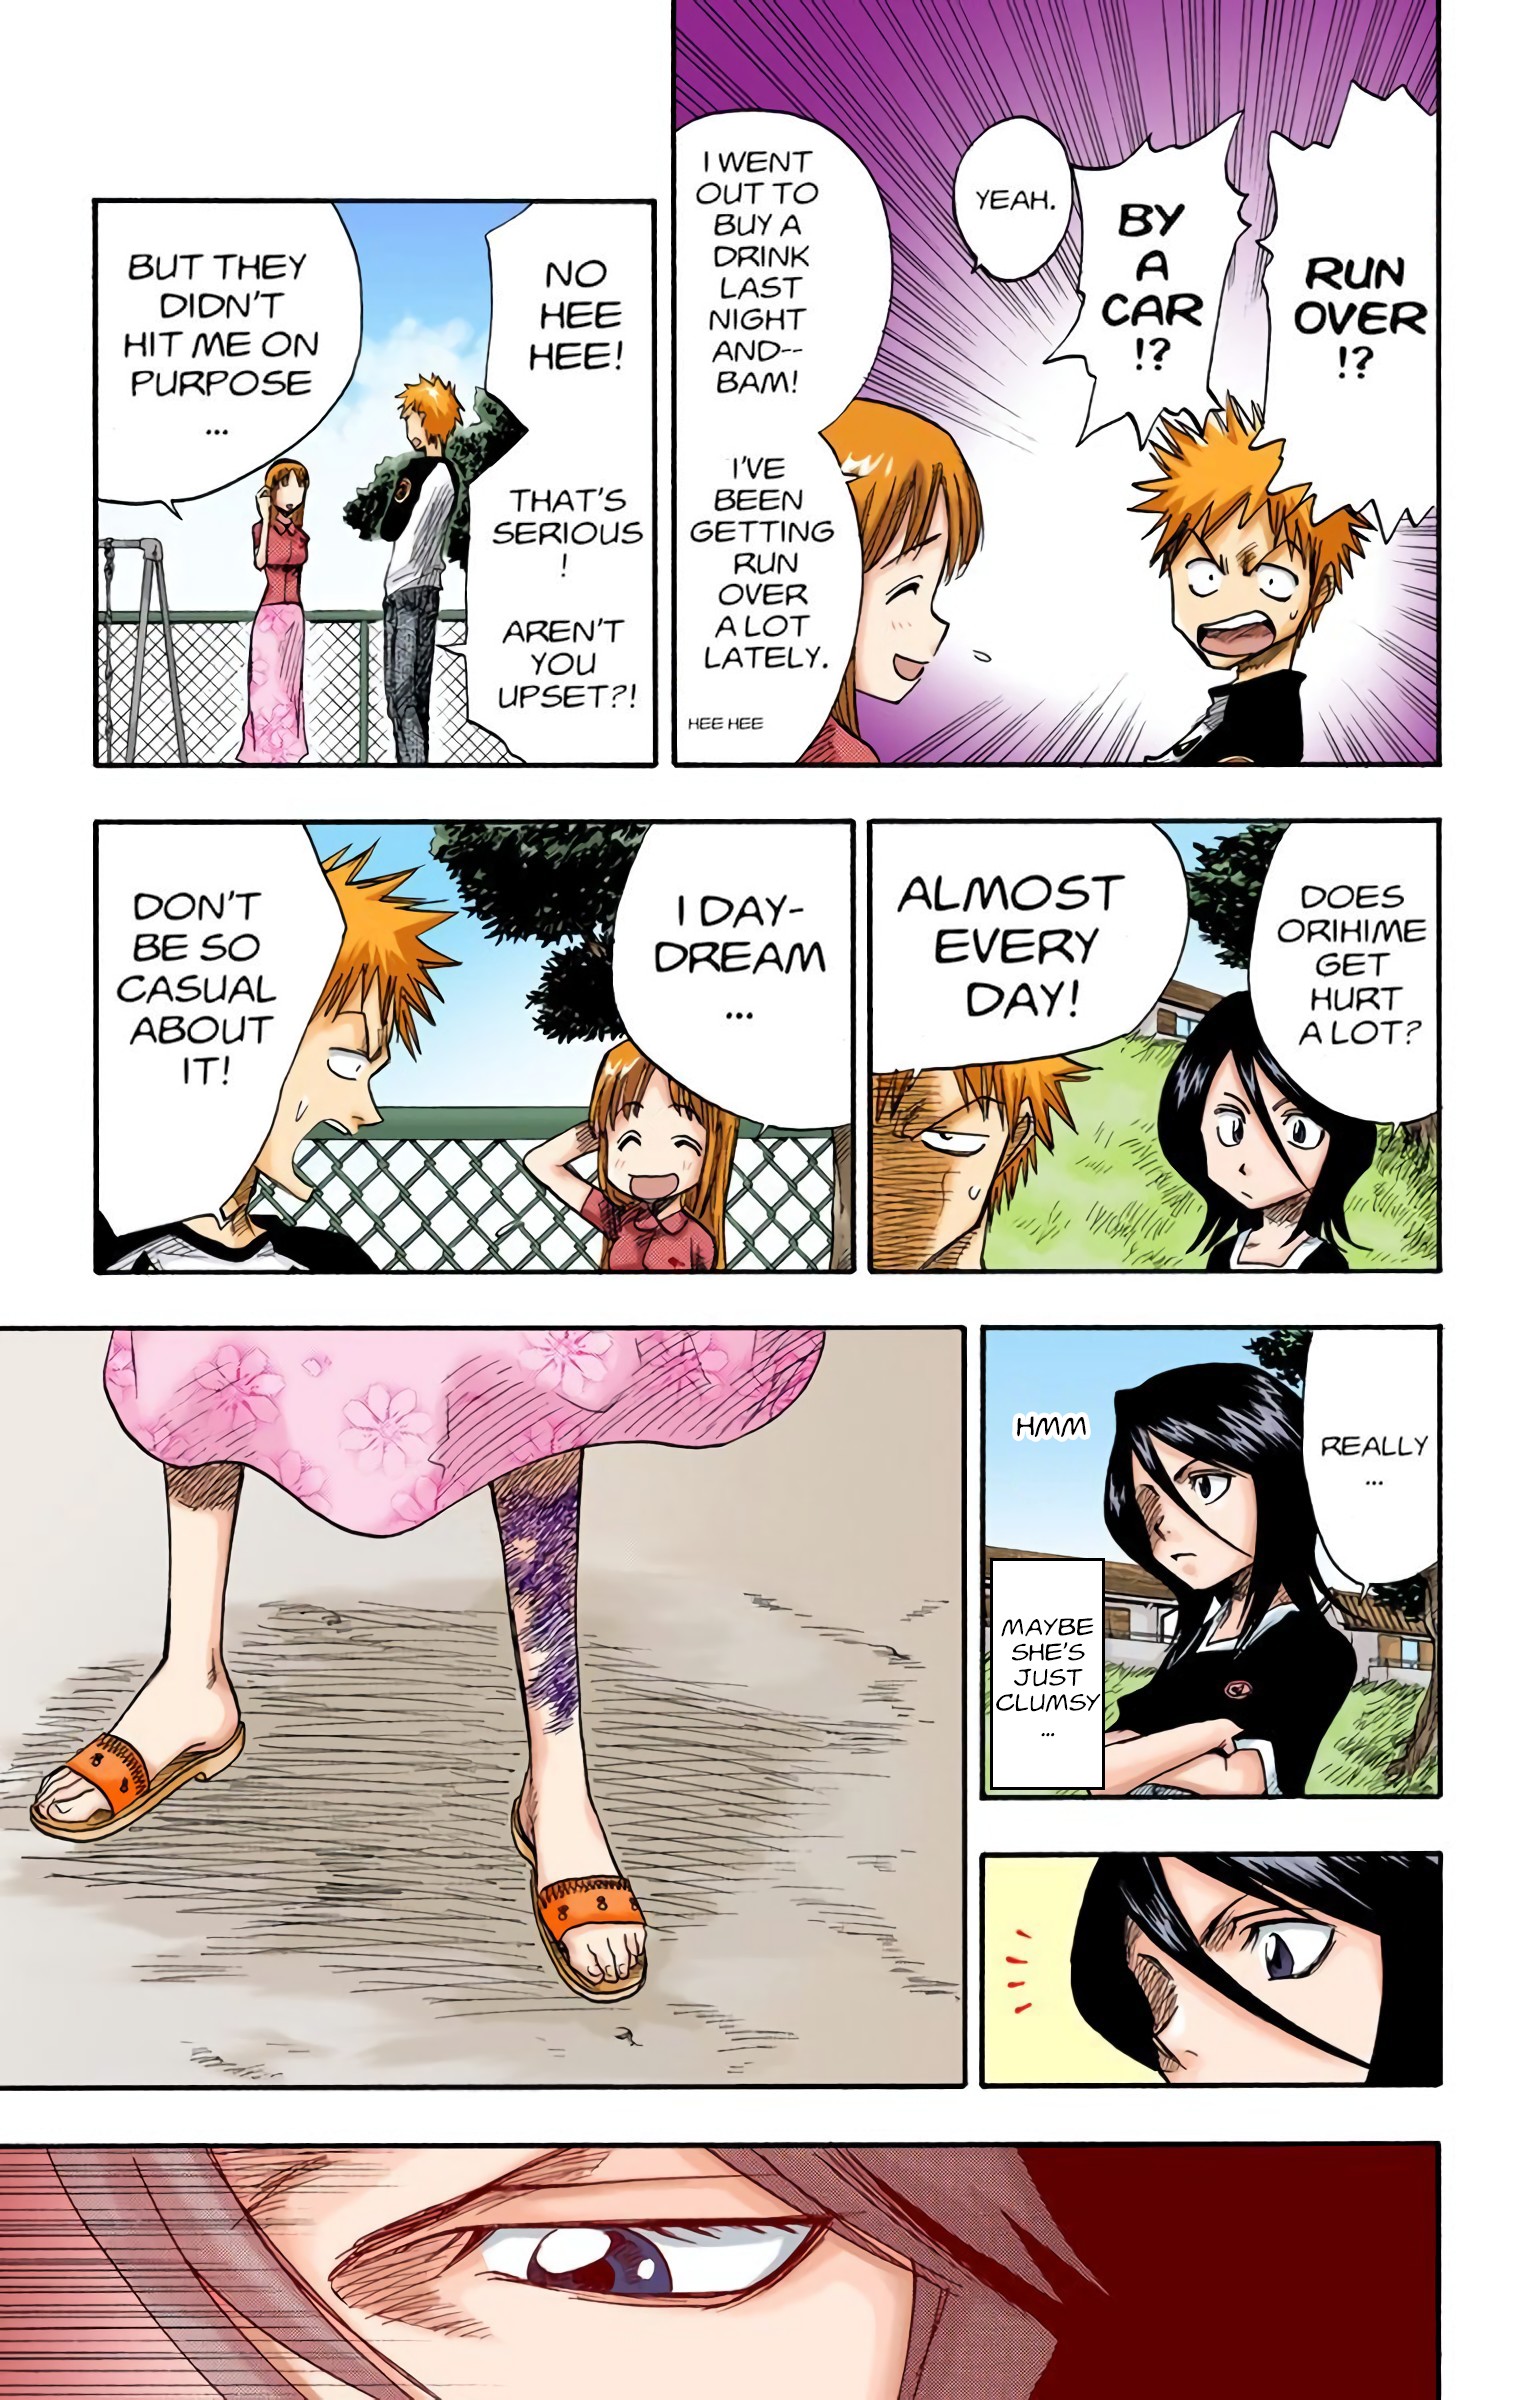 RUN
OVER
!?
BY
A
CAR
!?
YEAH.
I WENT
OUT TO
BUY A
DRINK
LAST
NIGHT
AND--
BAM!
I'VE
BEEN
GETTING
RUN
OVER
A LOT
LATELY.
HEE HEE
NO
HEE
HEE!
THAT'S
SERIOUS
!
AREN'T
YOU
UPSET?!
BUT THEY
DIDN'T
HIT ME ON
PURPOSE
...
DOES
ORIHIME
GET
HURT
A LOT?
ALMOST
EVERY
DAY!
I DAY-
DREAM
...
DON'T
BE SO
CASUAL
ABOUT
IT!
REALLY
...
HMM
MAYBE
SHE'S
JUST
CLUMSY
...